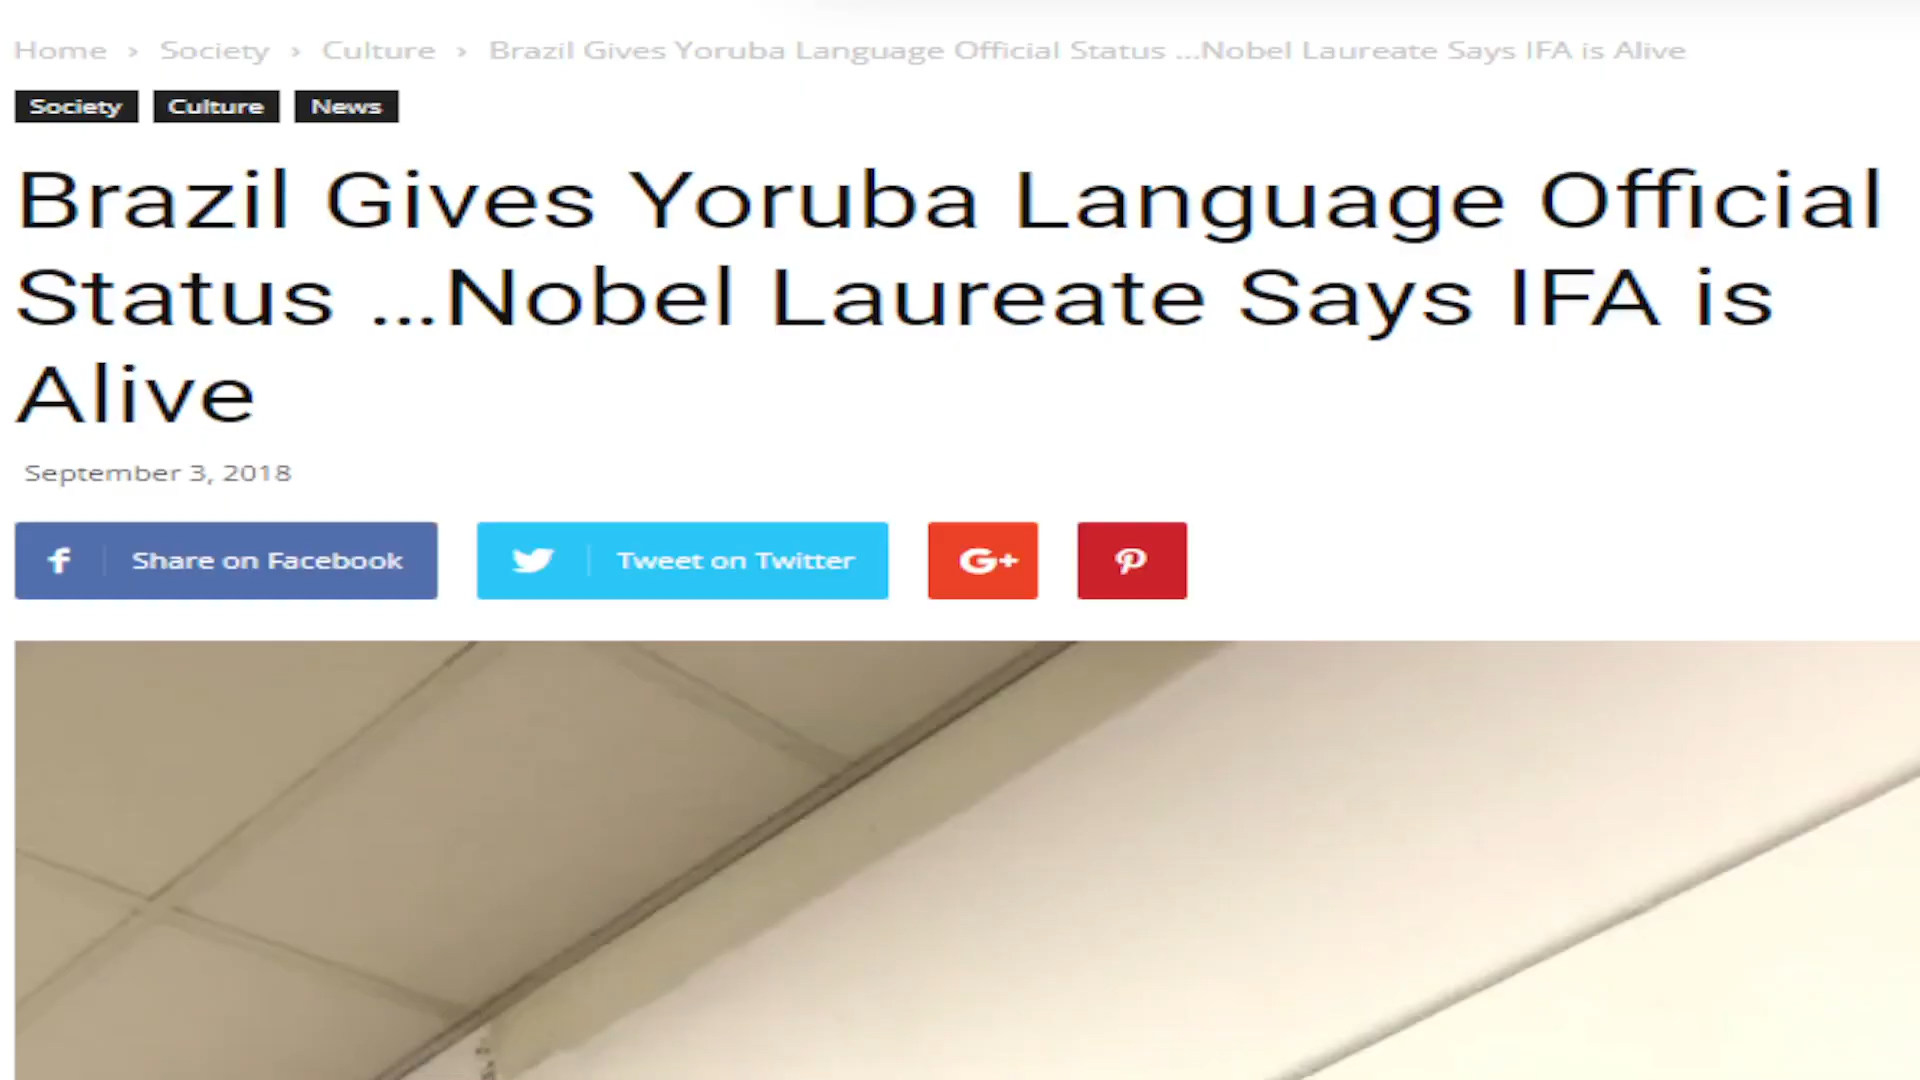 Home › Society › Culture › Brazil Gives Yoruba Language Official Status ...Nobel Laureate Says IFA is Alive
Society Culture News
Brazil Gives Yoruba Language Official
Status ...Nobel Laureate Says IFA is
Alive
September 3, 2018
Share on Facebook Tweet on Twitter G+